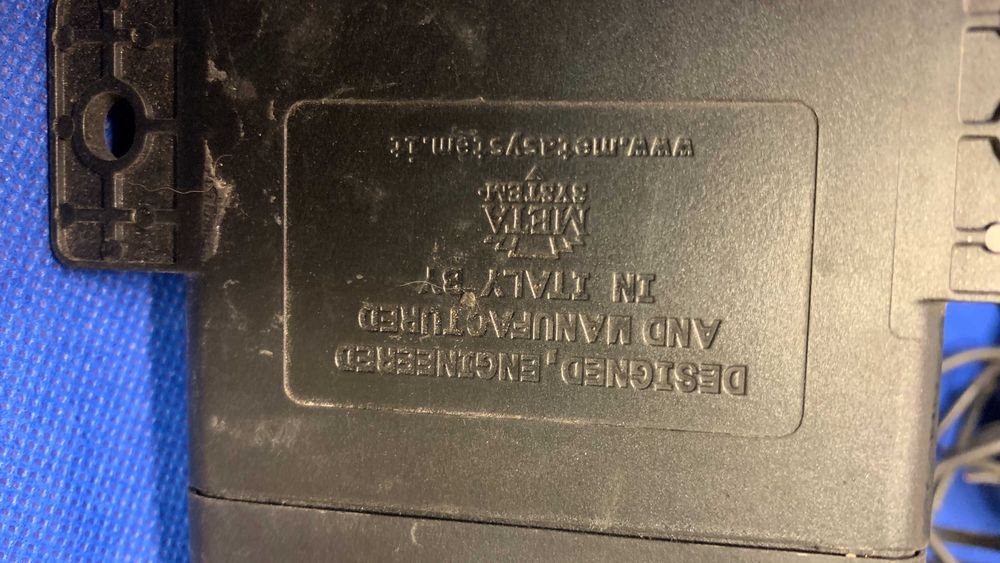 DESIGNED, ENGINEERED
AND MANUFACTURED
IN ITALY BY
META
SYSTEM
www.metasystem.it